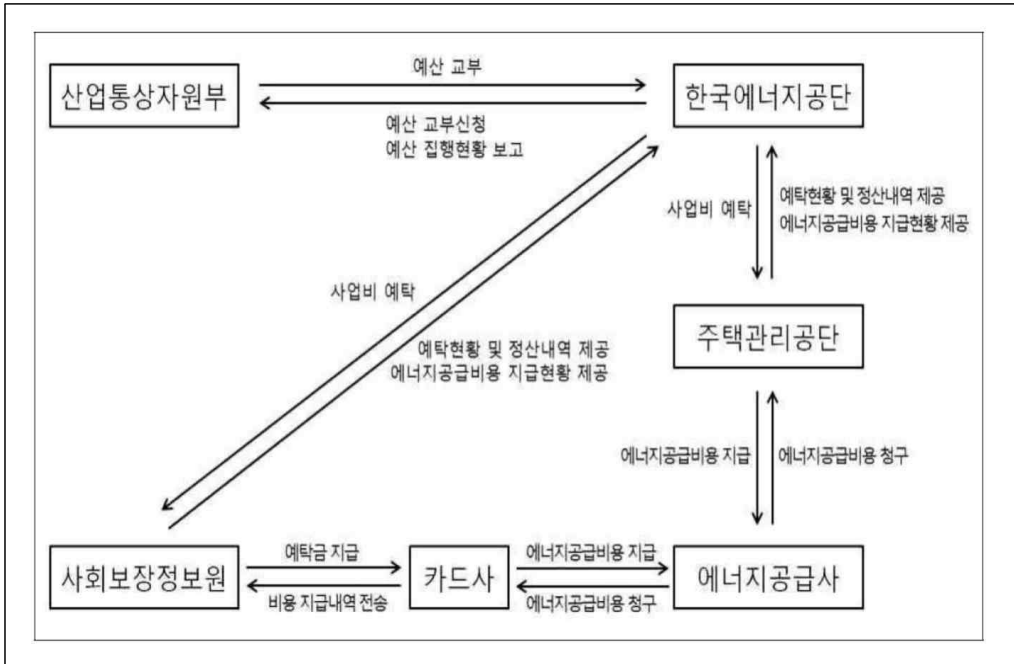 산업통상자원부
예산 교부
한국에너지공단
예산 교부신청
예산 집행현황 보고
사업비 예탁
예탁현황 및 정산내역 제공
에너지공급비용 지급현황 제공
사업비 예탁
주택관리공단
예탁현황 및 정산내역 제공
에너지공급비용 지급현황 제공
에너지공급비용 지급
에너지공급비용 청구
사회보장정보원
예탁금 지급
비용 지급내역 전송
카드사
에너지공급비용 지급
에너지공급비용 청구
에너지공급사